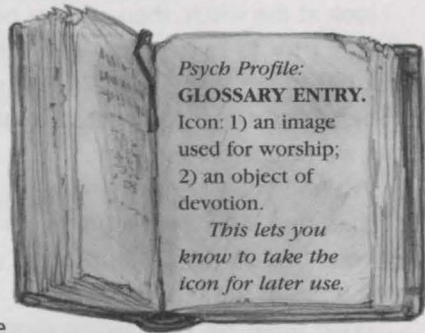 Psych Profile:
GLOSSARY ENTRY.
Icon: 1) an image
used for worship;
2) an object of
devotion.
This lets you
know to take the
icon for later use.
e